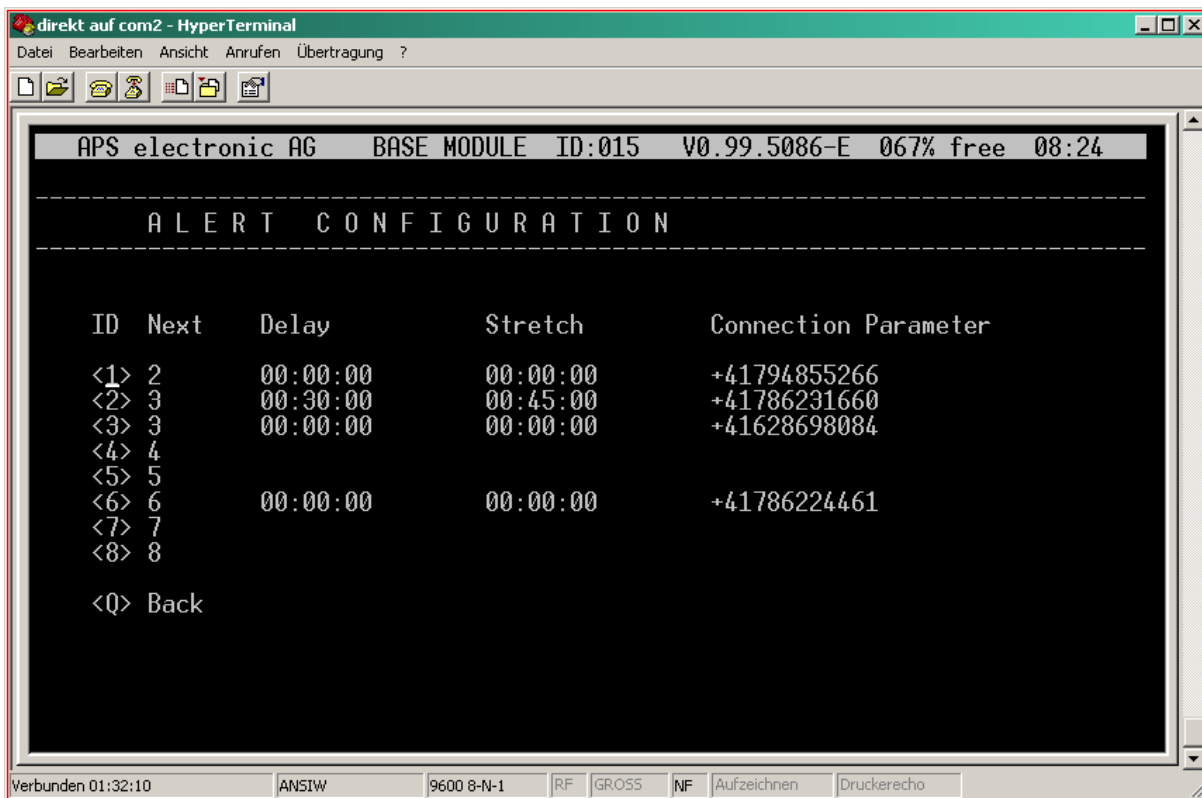 direkt auf com2 - HyperTerminal
Datei Bearbeiten Ansicht Anrufen Übertragung ?
APS electronic AG BASE MODULE ID:015 V0.99.5086-E 067% free 08:24
A L E R T C O N F I G U R A T I O N
ID Next Delay Stretch Connection Parameter
<1> 2 00:00:00 00:00:00 +41794855266
<2> 3 00:30:00 00:45:00 +41786231660
<3> 3 00:00:00 00:00:00 +41628698084
<4> 4
<5> 5
<6> 6 00:00:00 00:00:00 +41786224461
<7> 7
<8> 8
<Q> Back
Verbunden 01:32:10 ANSIW 9600 8-N-1 RF GROSS NF Aufzeichnen Druckerecho